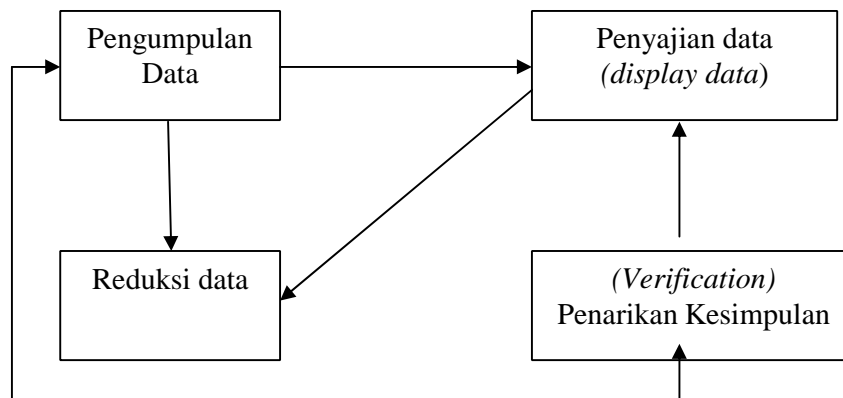 Pengumpulan
Data
Penyajian data
(display data)
Reduksi data
(Verification)
Penarikan Kesimpulan